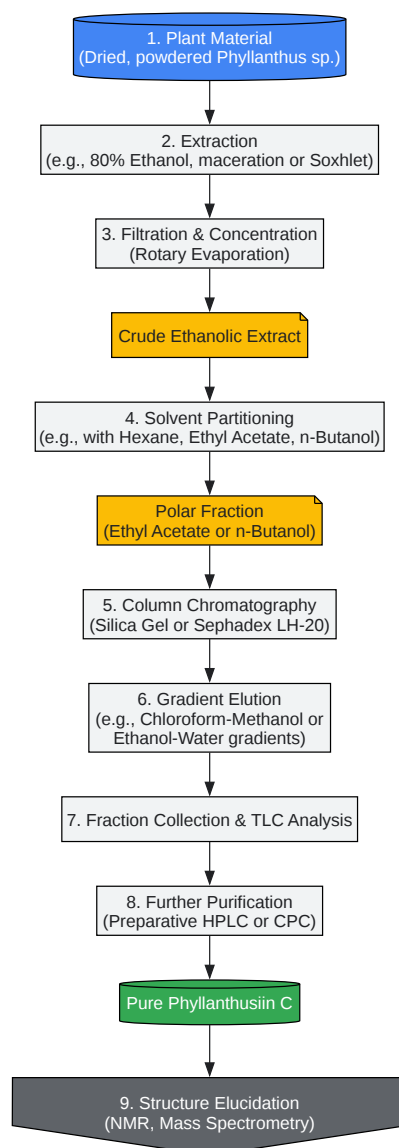 1. Plant Material
(Dried, powdered Phyllanthus sp.)
2. Extraction
(e.g., 80% Ethanol, maceration or Soxhlet)
3. Filtration & Concentration
(Rotary Evaporation)
Crude Ethanolic Extract
4. Solvent Partitioning
(e.g., with Hexane, Ethyl Acetate, n-Butanol)
Polar Fraction
(Ethyl Acetate or n-Butanol)
5. Column Chromatography
(Silica Gel or Sephadex LH-20)
6. Gradient Elution
(e.g., Chloroform-Methanol or
Ethanol-Water gradients)
7. Fraction Collection & TLC Analysis
8. Further Purification
(Preparative HPLC or CPC)
Pure Phyllanthusiin C
9. Structure Elucidation
(NMR, Mass Spectrometry)